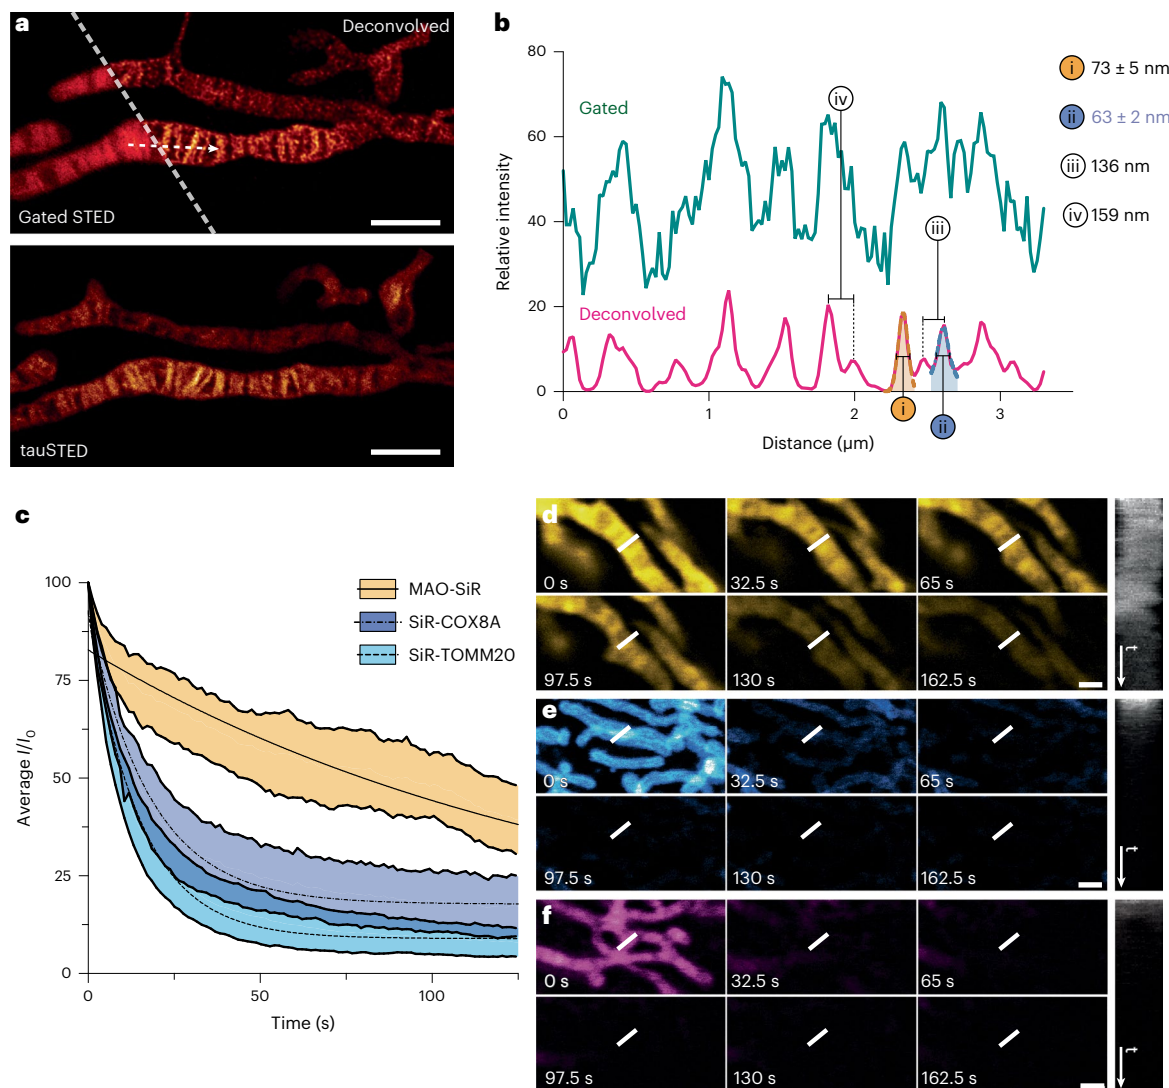 a
Deconvolved
Gated STED
tauSTED
b
80
60
40
20
0
Relative intensity
Gated
Deconvolved
iv
iii
i
ii
0
1
2
3
Distance (µm)
i 73 ± 5 nm
ii 63 ± 2 nm
iii 136 nm
iv 159 nm
c
100
75
50
25
0
Average I/I0
MAO-SiR
SiR-COX8A
SiR-TOMM20
0
50
100
Time (s)
d
0 s
32.5 s
65 s
97.5 s
130 s
162.5 s
t
e
0 s
32.5 s
65 s
97.5 s
130 s
162.5 s
t
f
0 s
32.5 s
65 s
97.5 s
130 s
162.5 s
t